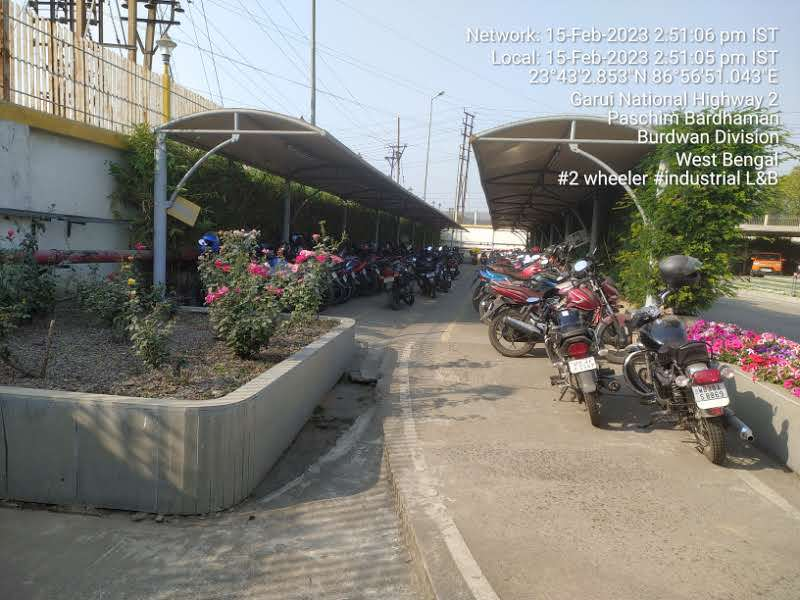 Network: 15-Feb-2023 2:51:06 pm IST
Local: 15-Feb-2023 2:51:05 pm IST
23°43'2.853"N 86°56'51.043"E
Garui National Highway 2
Paschim Bardhaman
Burdwan Division
West Bengal
#2 wheeler #industrial L&B